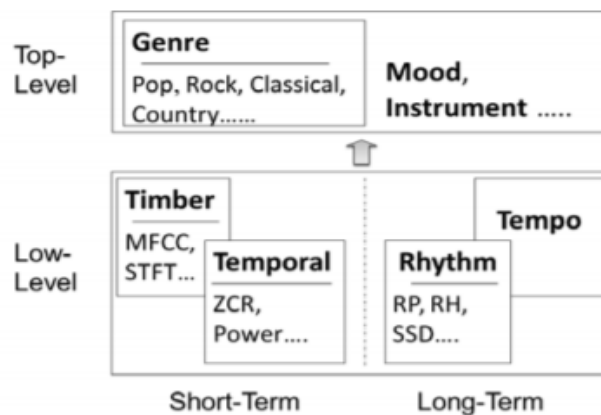 Top-
Level
Genre
Pop, Rock, Classical,
Country......
Mood,
Instrument .....
Low-
Level
Timber
MFCC,
STFT...
Temporal
ZCR,
Power....
Rhythm
RP, RH,
SSD....
Tempo
Short-Term
Long-Term